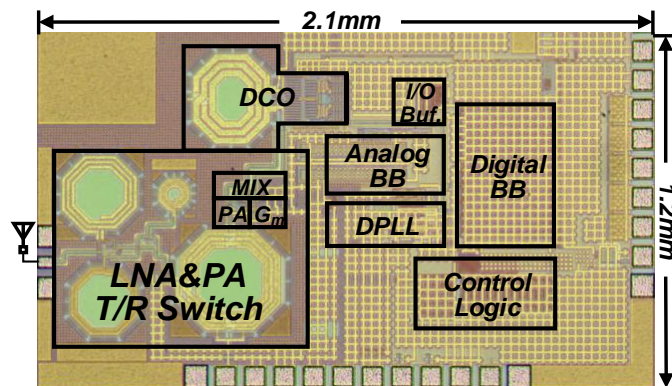 2.1mm
DCO
I/O
Buf.
Analog
BB
Digital
BB
MIX
PA Gm
DPLL
LNA&PA
T/R Switch
Control
Logic
1.2mm